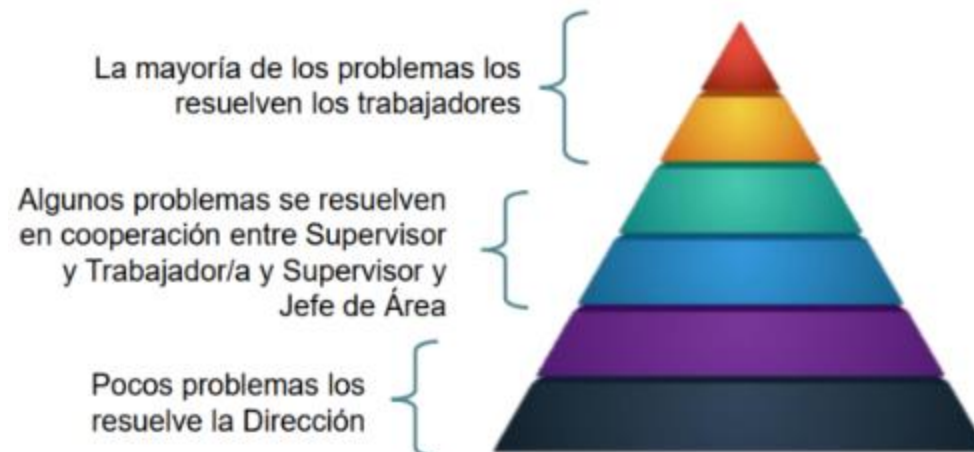 La mayoría de los problemas los
resuelven los trabajadores
Algunos problemas se resuelven
en cooperación entre Supervisor
y Trabajador/a y Supervisor y
Jefe de Área
Pocos problemas los
resuelve la Dirección